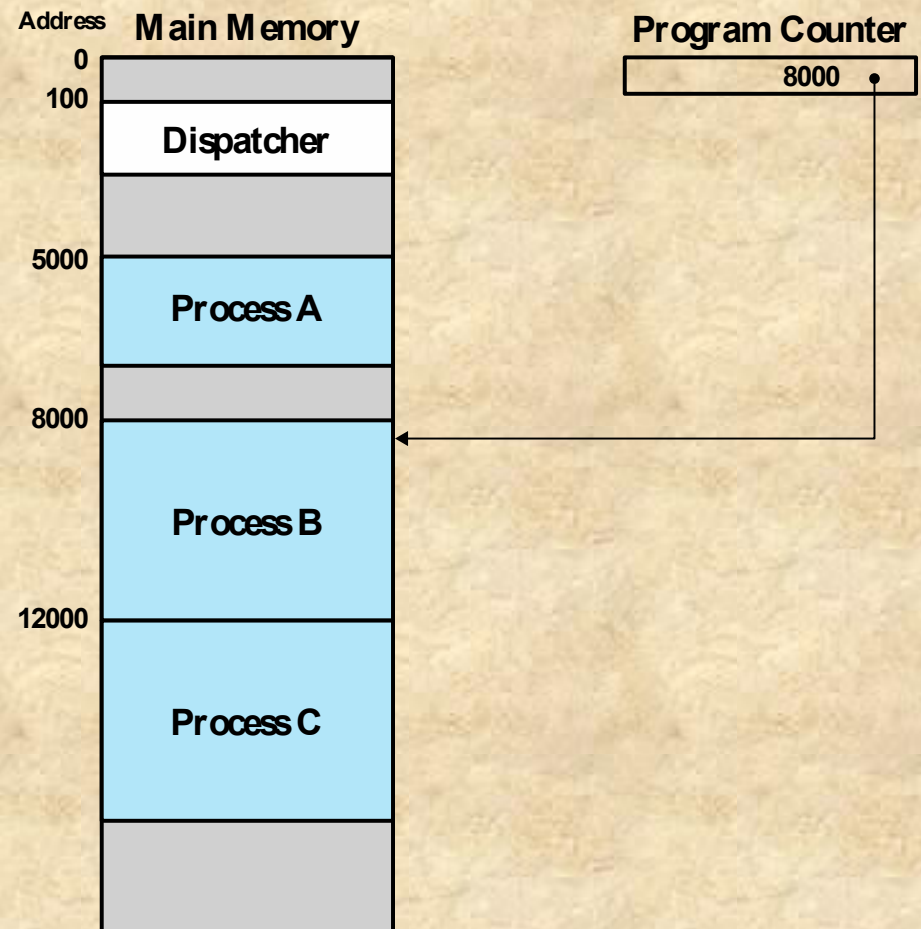 Address
Main Memory
Program Counter
0
8000
100
Dispatcher
5000
Process A
8000
Process B
12000
Process C